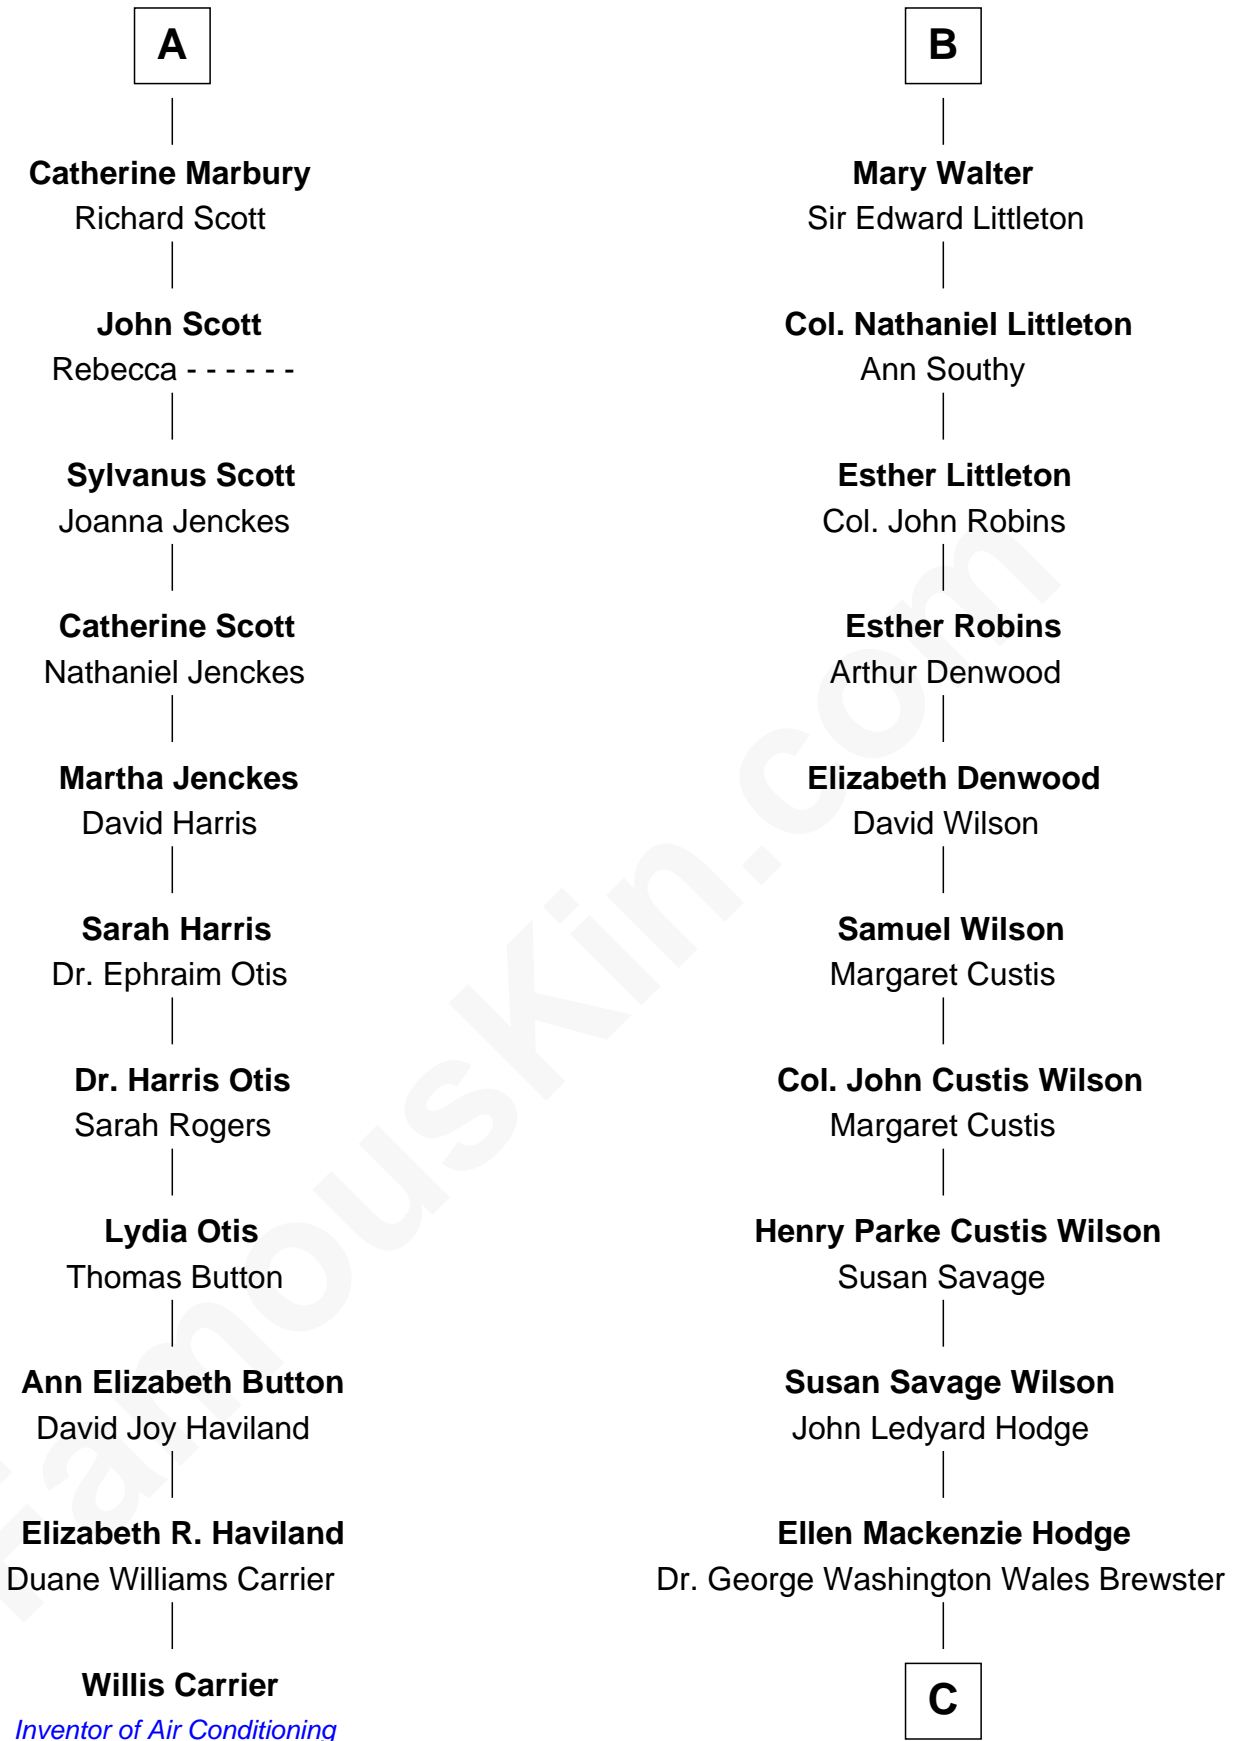 A
Catherine Marbury
Richard Scott
John Scott
Rebecca - - - - - -
Sylvanus Scott
Joanna Jenckes
Catherine Scott
Nathaniel Jenckes
Martha Jenckes
David Harris
Sarah Harris
Dr. Ephraim Otis
Dr. Harris Otis
Sarah Rogers
Lydia Otis
Thomas Button
Ann Elizabeth Button
David Joy Haviland
Elizabeth R. Haviland
Duane Williams Carrier
Willis Carrier
Inventor of Air Conditioning
B
Mary Walter
Sir Edward Littleton
Col. Nathaniel Littleton
Ann Southy
Esther Littleton
Col. John Robins
Esther Robins
Arthur Denwood
Elizabeth Denwood
David Wilson
Samuel Wilson
Margaret Custis
Col. John Custis Wilson
Margaret Custis
Henry Parke Custis Wilson
Susan Savage
Susan Savage Wilson
John Ledyard Hodge
Ellen Mackenzie Hodge
Dr. George Washington Wales Brewster
C
FamousKin.com